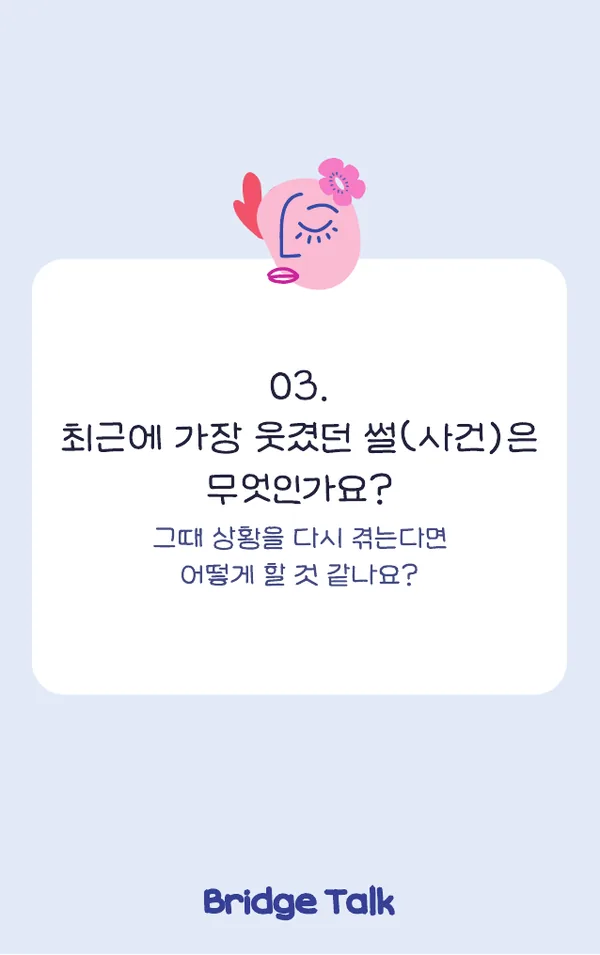 03.
최근에 가장 웃겼던 썰(사건)은
무엇인가요?
그때 상황을 다시 겪는다면
어떻게 할 것 같나요?
Bridge Talk